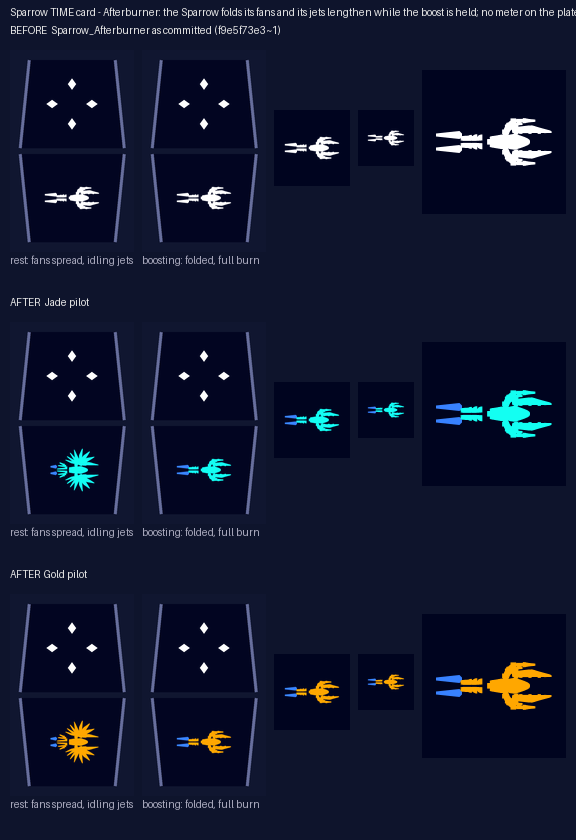 Sparrow TIME card - Afterburner: the Sparrow folds its fans and its jets lengthen while the boost is held; no meter on the plate
BEFORE Sparrow_Afterburner as committed (f9e5f73e3~1)
rest fans spread, idling jets
boosting: folded, full burn
AFTER Jade pilot
rest fans spread, idling jets
boosting: folded, full burn
AFTER Gold pilot
rest fans spread, idling jets
boosting: folded, full burn